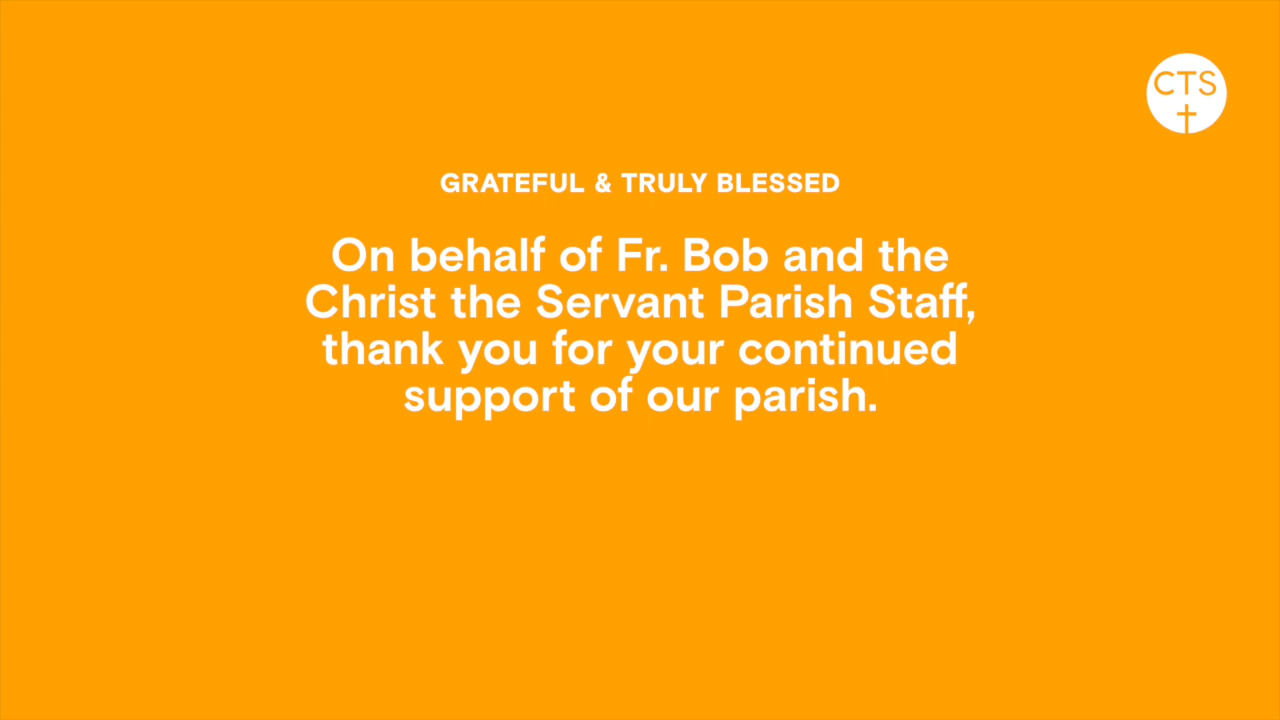 CTS
GRATEFUL & TRULY BLESSED
On behalf of Fr. Bob and the
Christ the Servant Parish Staff,
thank you for your continued
support of our parish.